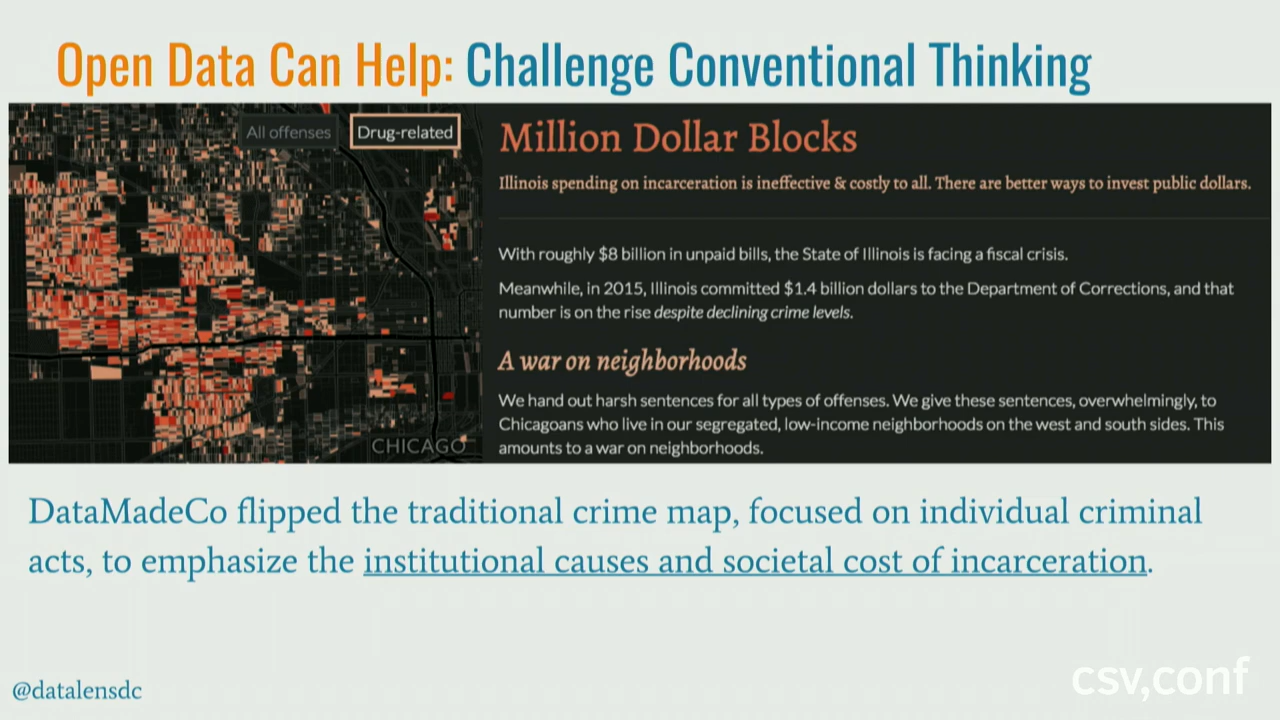 Open Data Can Help: Challenge Conventional Thinking
All offenses
Drug-related
CHICAGO
Million Dollar Blocks
Illinois spending on incarceration is ineffective & costly to all. There are better ways to invest public dollars.
With roughly $8 billion in unpaid bills, the State of Illinois is facing a fiscal crisis.
Meanwhile, in 2015, Illinois committed $1.4 billion dollars to the Department of Corrections, and that
number is on the rise despite declining crime levels.
A war on neighborhoods
We hand out harsh sentences for all types of offenses. We give these sentences, overwhelmingly, to
Chicagoans who live in our segregated, low-income neighborhoods on the west and south sides. This
amounts to a war on neighborhoods.
DataMadeCo flipped the traditional crime map, focused on individual criminal
acts, to emphasize the institutional causes and societal cost of incarceration.
@datalensdc
csv,conf